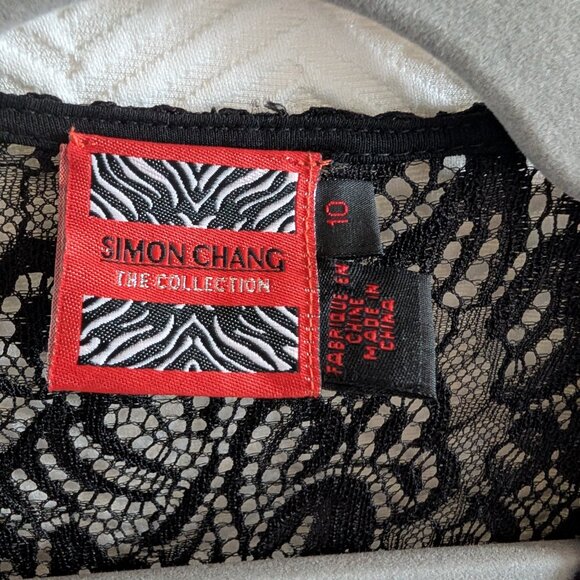 SIMON CHANG
THE COLLECTION
10
FABRIQUE EN
CHINE
MADE IN
CHINA